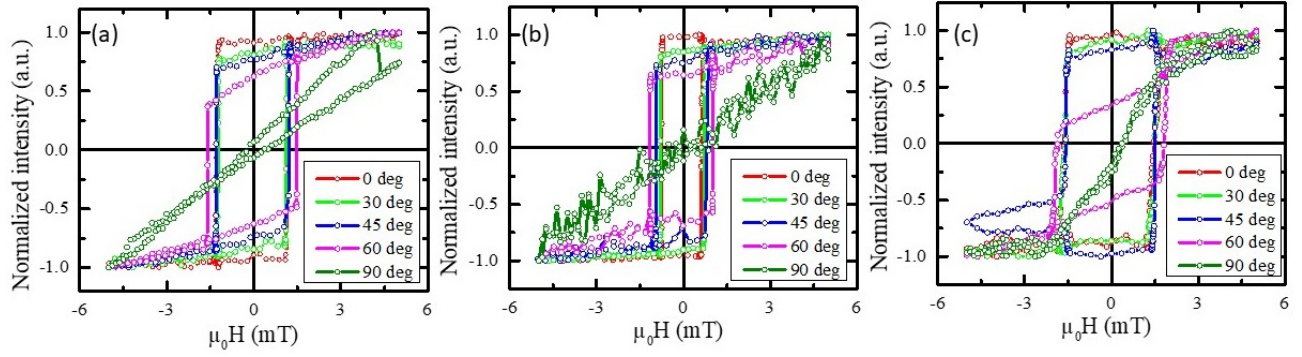 (a)
Normalized intensity (a.u.)
1.0
0.5
0.0
-0.5
-1.0
0 deg
30 deg
45 deg
60 deg
90 deg
-6 -3 0 3 6
µ₀H (mT)
(b)
Normalized intensity (a.u.)
1.0
0.5
0.0
-0.5
-1.0
0 deg
30 deg
45 deg
60 deg
90 deg
-6 -3 0 3 6
µ₀H (mT)
(c)
Normalized intensity (a.u.)
1.0
0.5
0.0
-0.5
-1.0
0 deg
30 deg
45 deg
60 deg
90 deg
-6 -3 0 3 6
µ₀H (mT)